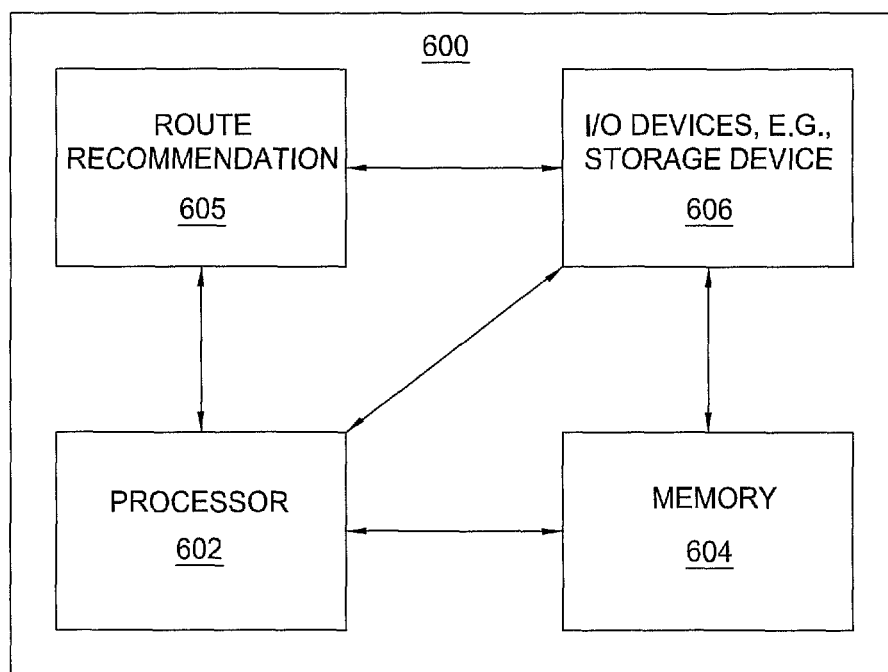 600
ROUTE
RECOMMENDATION
605
I/O DEVICES, E.G.,
STORAGE DEVICE
606
PROCESSOR
602
MEMORY
604